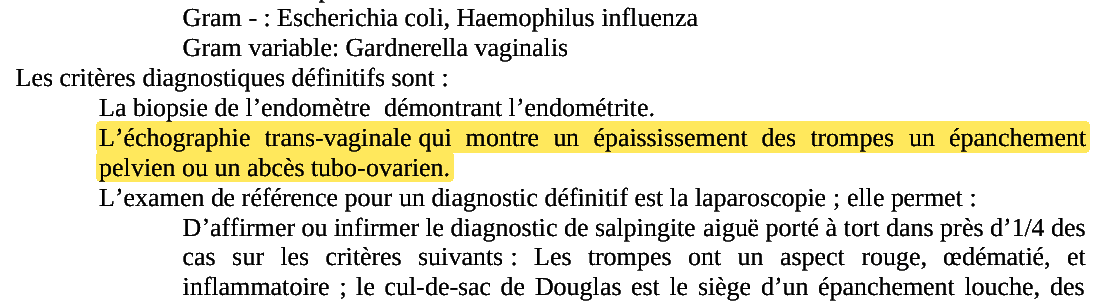 Gram - : Escherichia coli, Haemophilus influenza
Gram variable: Gardnerella vaginalis
Les critères diagnostiques définitifs sont :
La biopsie de l’endomètre démontrant l’endométrite.
L’échographie trans-vaginale qui montre un épaississement des trompes un épanchement
pelvien ou un abcès tubo-ovarien.
L’examen de référence pour un diagnostic définitif est la laparoscopie ; elle permet :
D’affirmer ou infirmer le diagnostic de salpingite aiguë porté à tort dans près d’1/4 des
cas sur les critères suivants : Les trompes ont un aspect rouge, œdématié, et
inflammatoire ; le cul-de-sac de Douglas est le siège d’un épanchement louche, des